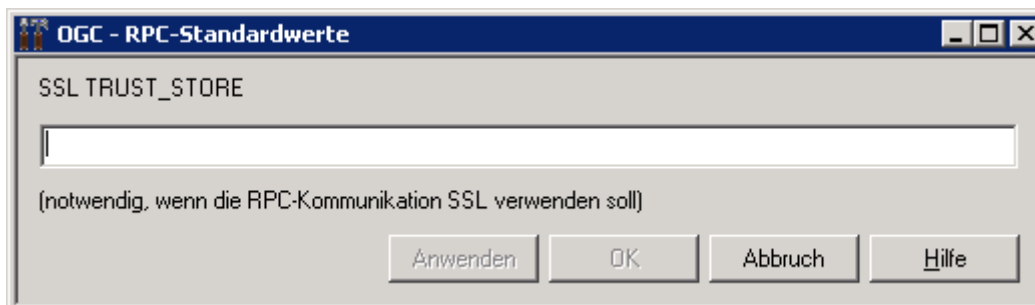 OGC - RPC-Standardwerte
SSL TRUST_STORE
(notwendig, wenn die RPC-Kommunikation SSL verwenden soll)
Anwenden OK Abbruch Hilfe